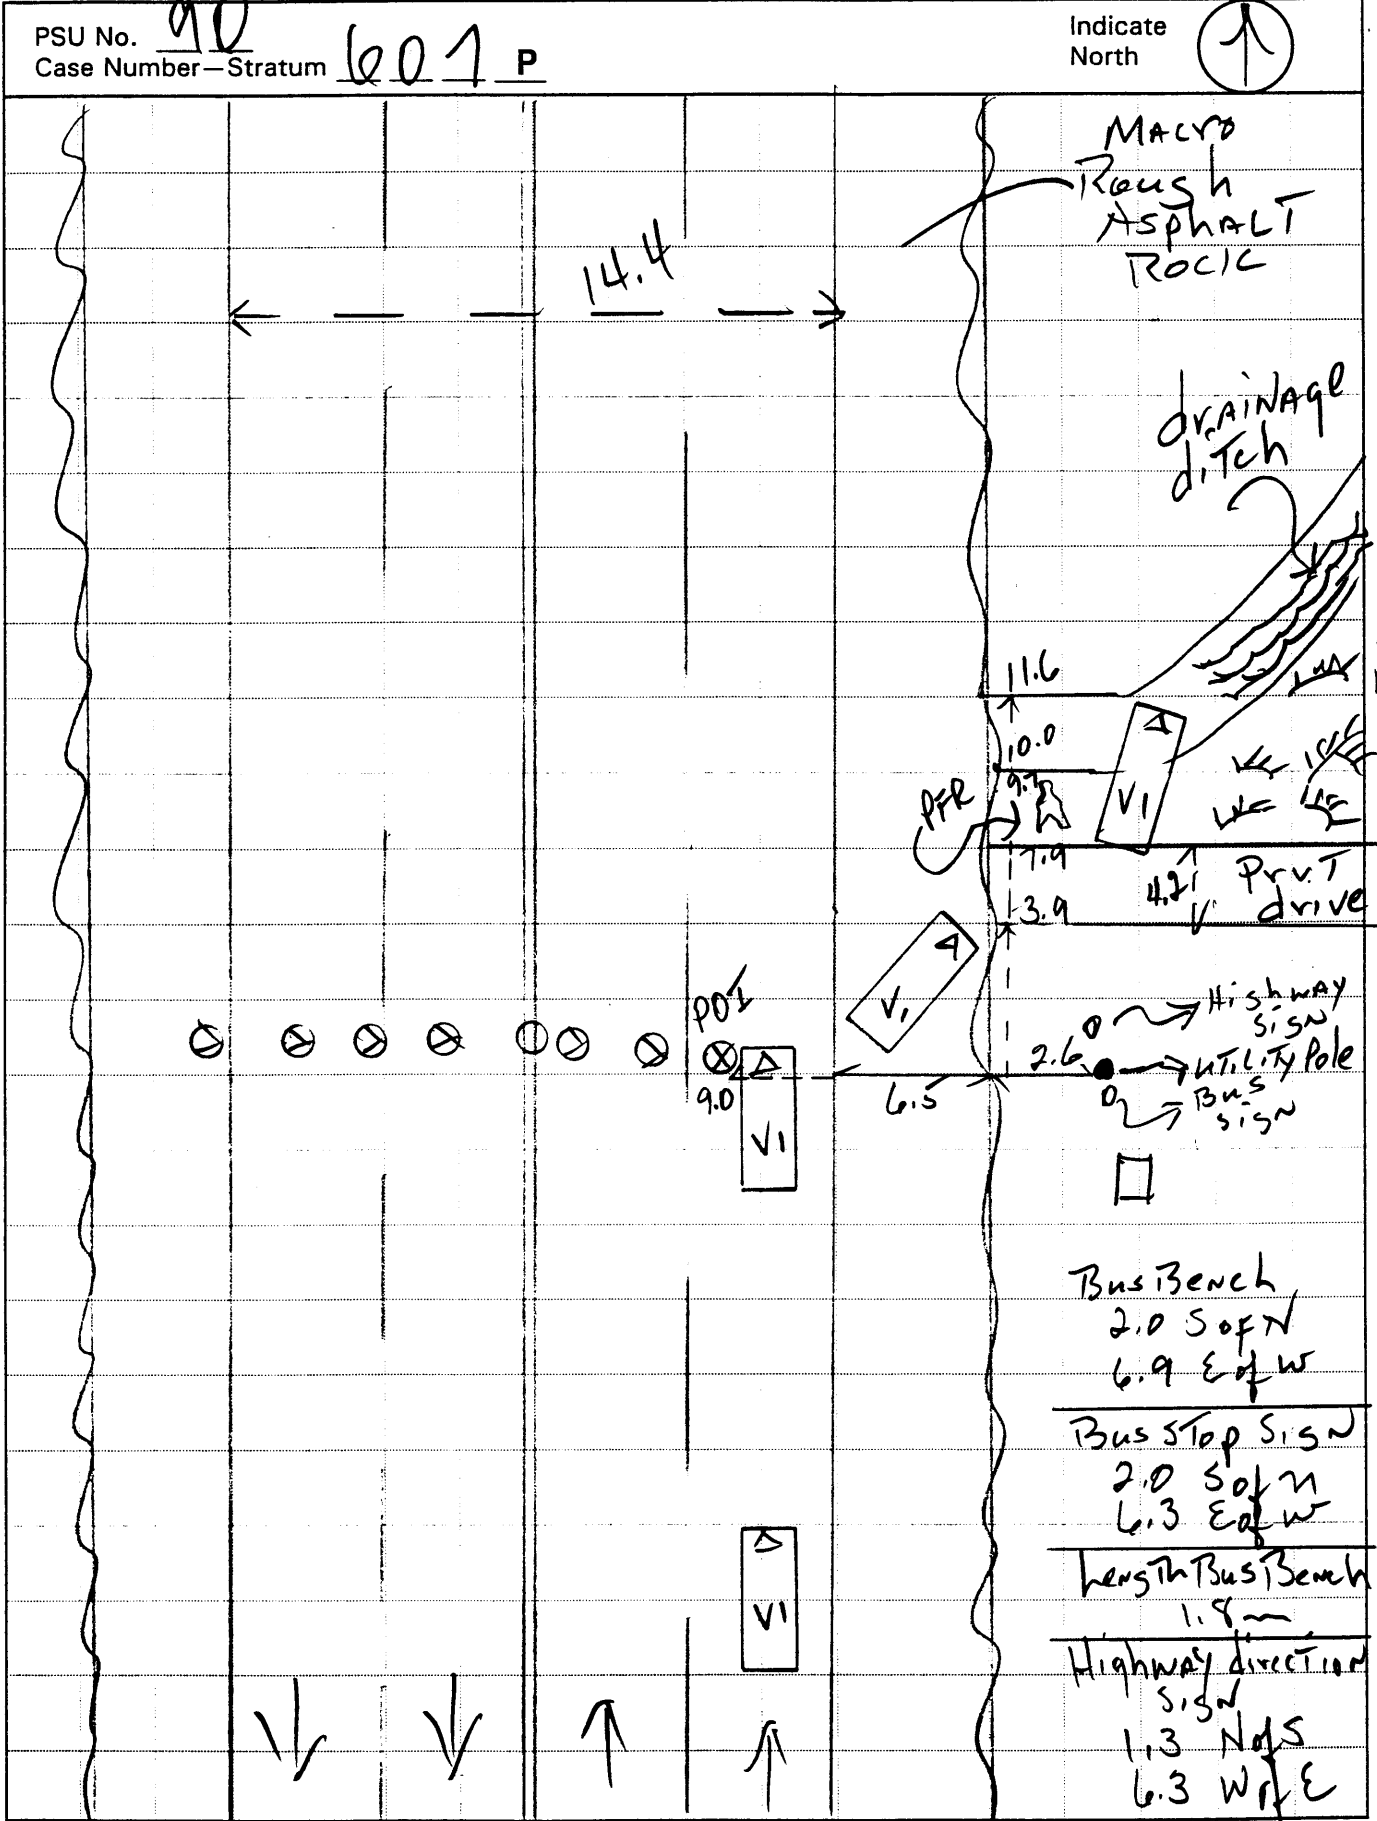 PSU No. 90
Case Number—Stratum 601 P
Indicate
North
Macro
Rough
Asphalt
Rock
14.4
drainage
ditch
11.6
10.0
9.7
PFR
V1
7.9
4.2
Prv.T
drive
3.9
V1
POI
Highway
sign
2.6
utility Pole
9.0
6.5
Bus
sign
V1
Bus Bench
2.0 S of N
6.9 E of W
Bus Stop Sign
2.0 S of N
6.3 E of W
V1
Length Bus Bench
1.8 m
Highway direction
sign
1.3 N of S
6.3 W of E